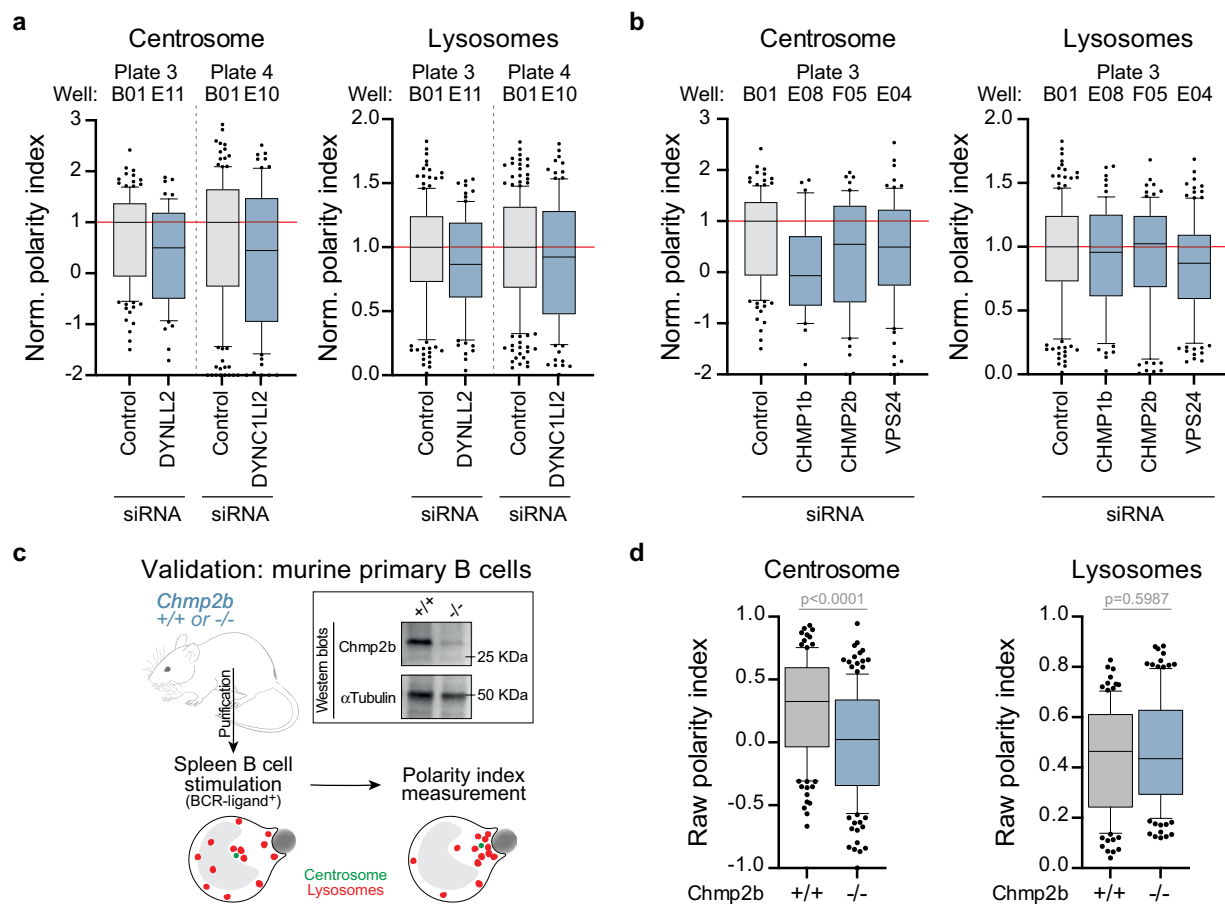 a
Centrosome
Lysosomes
Plate 3 Plate 4
Plate 3 Plate 4
Well: B01 E11 B01 E10
Well: B01 E11 B01 E10
Norm. polarity index
3
2
1
0
-1
-2
Norm. polarity index
2.0
1.5
1.0
0.5
0.0
Control
DYNLL2
Control
DYNC1LI2
Control
DYNLL2
Control
DYNC1LI2
siRNA siRNA
siRNA siRNA
b
Centrosome
Lysosomes
Plate 3
Plate 3
Well: B01 E08 F05 E04
Well: B01 E08 F05 E04
Norm. polarity index
3
2
1
0
-1
-2
Norm. polarity index
2.0
1.5
1.0
0.5
0.0
Control
CHMP1b
CHMP2b
VPS24
Control
CHMP1b
CHMP2b
VPS24
siRNA
siRNA
c
Validation: murine primary B cells
Chmp2b
+/+ or -/-
Western blots
+/+ -/-
Chmp2b
25 KDa
αTubulin
50 KDa
Purification
Spleen B cell
stimulation
(BCR-ligand⁺)
Polarity index
measurement
Centrosome
Lysosomes
d
Centrosome
Lysosomes
p<0.0001
p=0.5987
Raw polarity index
1.0
0.5
0.0
-0.5
-1.0
Raw polarity index
1.0
0.8
0.6
0.4
0.2
0.0
Chmp2b +/+ -/-
Chmp2b +/+ -/-